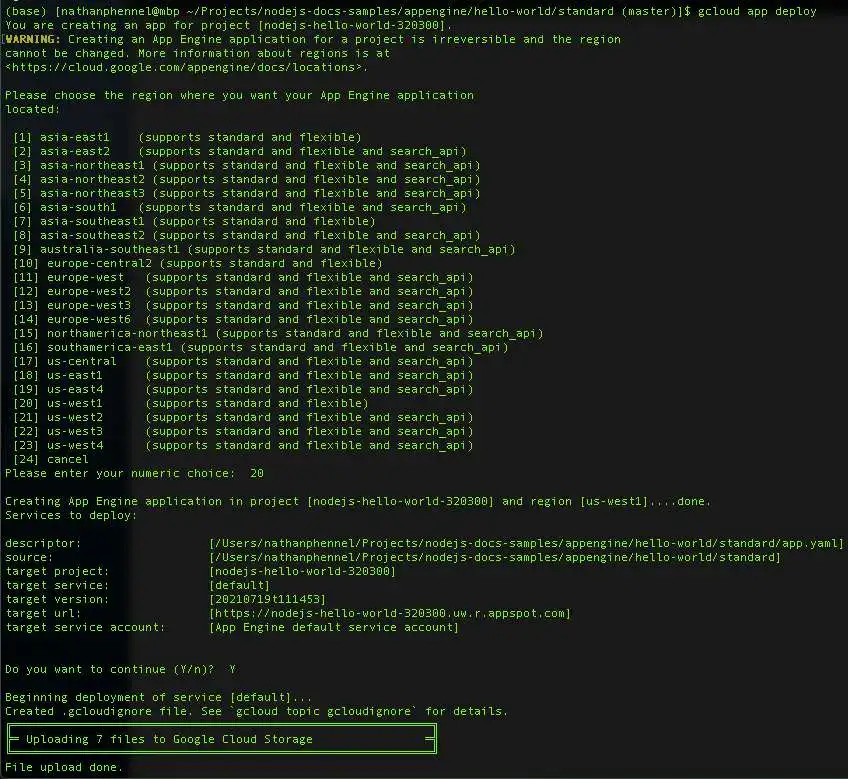 (base) [nathanphennel@mbp ~/Projects/nodejs-docs-samples/appengine/hello-world/standard (master)]$ gcloud app deploy
You are creating an app for project [nodejs-hello-world-320300].
WARNING: Creating an App Engine application for a project is irreversible and the region
cannot be changed. More information about regions is at
<https://cloud.google.com/appengine/docs/locations>.

Please choose the region where you want your App Engine application
located:

 [1] asia-east1    (supports standard and flexible)
 [2] asia-east2    (supports standard and flexible and search_api)
 [3] asia-northeast1 (supports standard and flexible and search_api)
 [4] asia-northeast2 (supports standard and flexible and search_api)
 [5] asia-northeast3 (supports standard and flexible and search_api)
 [6] asia-south1   (supports standard and flexible and search_api)
 [7] asia-southeast1 (supports standard and flexible)
 [8] asia-southeast2 (supports standard and flexible and search_api)
 [9] australia-southeast1 (supports standard and flexible and search_api)
 [10] europe-central2 (supports standard and flexible)
 [11] europe-west   (supports standard and flexible and search_api)
 [12] europe-west2  (supports standard and flexible and search_api)
 [13] europe-west3  (supports standard and flexible and search_api)
 [14] europe-west6  (supports standard and flexible and search_api)
 [15] northamerica-northeast1 (supports standard and flexible and search_api)
 [16] southamerica-east1 (supports standard and flexible and search_api)
 [17] us-central    (supports standard and flexible and search_api)
 [18] us-east1      (supports standard and flexible and search_api)
 [19] us-east4      (supports standard and flexible and search_api)
 [20] us-west1      (supports standard and flexible)
 [21] us-west2      (supports standard and flexible and search_api)
 [22] us-west3      (supports standard and flexible and search_api)
 [23] us-west4      (supports standard and flexible and search_api)
 [24] cancel
Please enter your numeric choice:  20

Creating App Engine application in project [nodejs-hello-world-320300] and region [us-west1]....done.
Services to deploy:

descriptor:                  [/Users/nathanphennel/Projects/nodejs-docs-samples/appengine/hello-world/standard/app.yaml]
source:                      [/Users/nathanphennel/Projects/nodejs-docs-samples/appengine/hello-world/standard]
target project:              [nodejs-hello-world-320300]
target service:              [default]
target version:              [20210719t111453]
target url:                  [https://nodejs-hello-world-320300.uw.r.appspot.com]
target service account:      [App Engine default service account]

Do you want to continue (Y/n)?  Y

Beginning deployment of service [default]...
Created .gcloudignore file. See `gcloud topic gcloudignore` for details.
Uploading 7 files to Google Cloud Storage
File upload done.